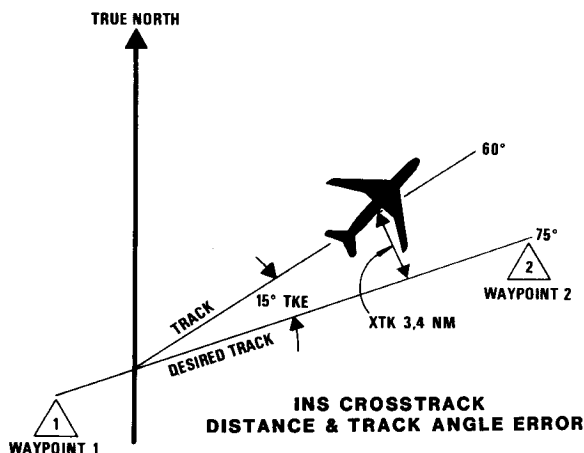 TRUE NORTH
60°
75°
2
WAYPOINT 2
15° TKE
TRACK
DESIRED TRACK
XTK 3,4 NM
1
WAYPOINT 1
INS CROSSTRACK
DISTANCE & TRACK ANGLE ERROR